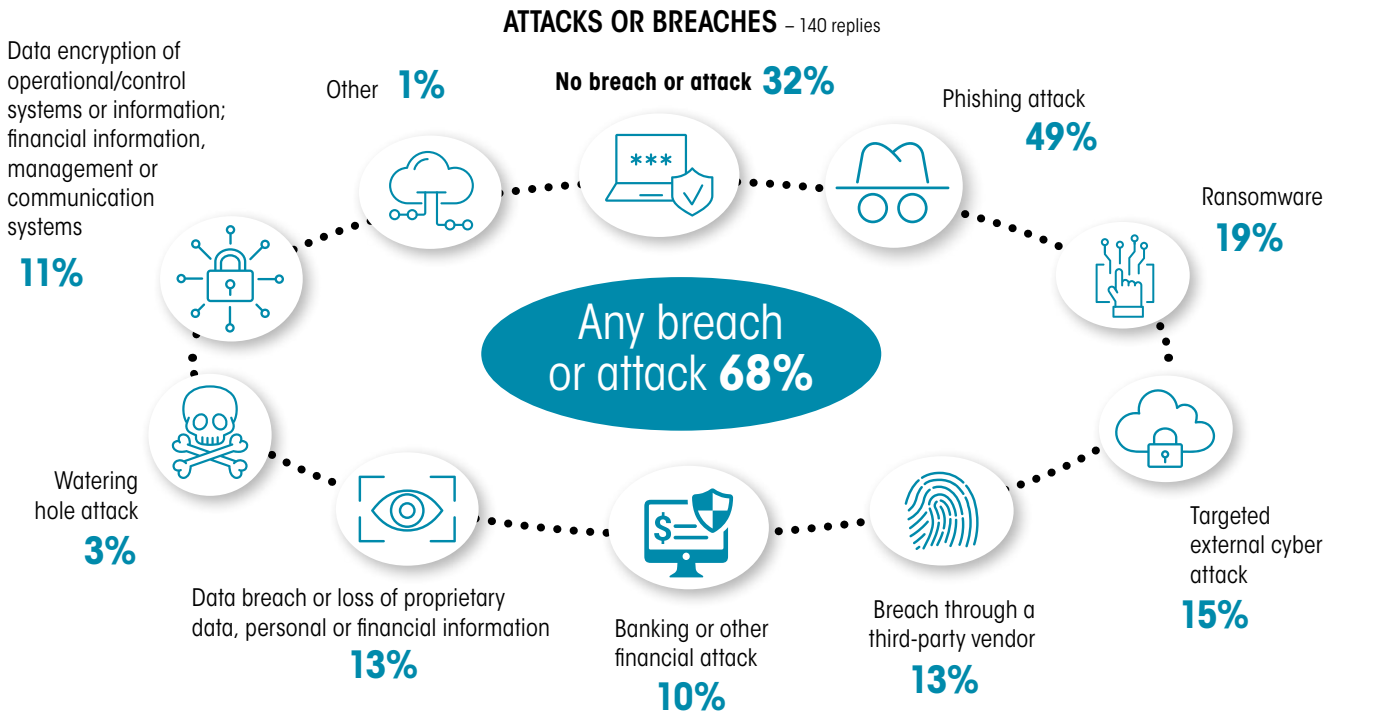 ATTACKS OR BREACHES – 140 replies
Data encryption of
operational/control
systems or information;
financial information,
management or
communication
systems
11%
Other 1%
No breach or attack 32%
***
Phishing attack
49%
Ransomware
19%
Any breach
or attack 68%
Watering
hole attack
3%
Data breach or loss of proprietary
data, personal or financial information
13%
$
Banking or other
financial attack
10%
Breach through a
third-party vendor
13%
Targeted
external cyber
attack
15%